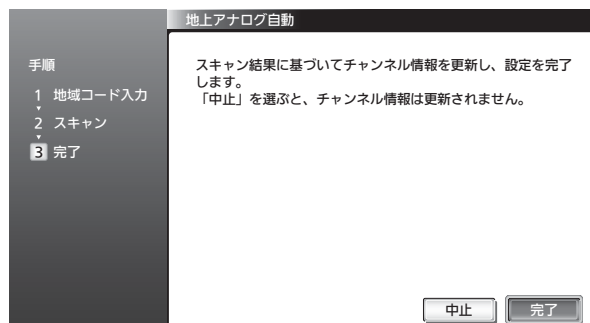 地上アナログ自動
手順
1 地域コード入力
2 スキャン
3 完了
スキャン結果に基づいてチャンネル情報を更新し、設定を完了
します。
「中止」を選ぶと、チャンネル情報は更新されません。
中止
完了